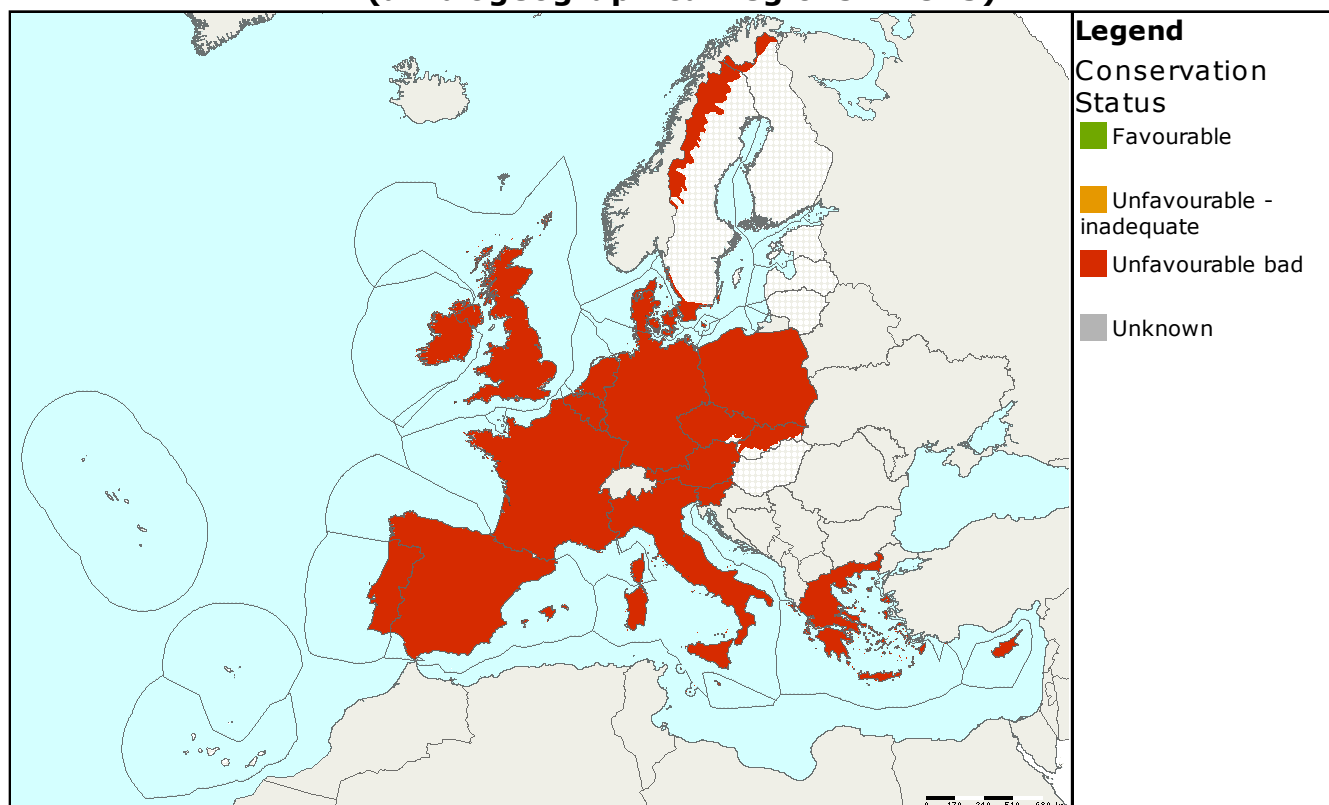 Legend
Conservation
Status
Favourable
Unfavourable -
inadequate
Unfavourable bad
Unknown